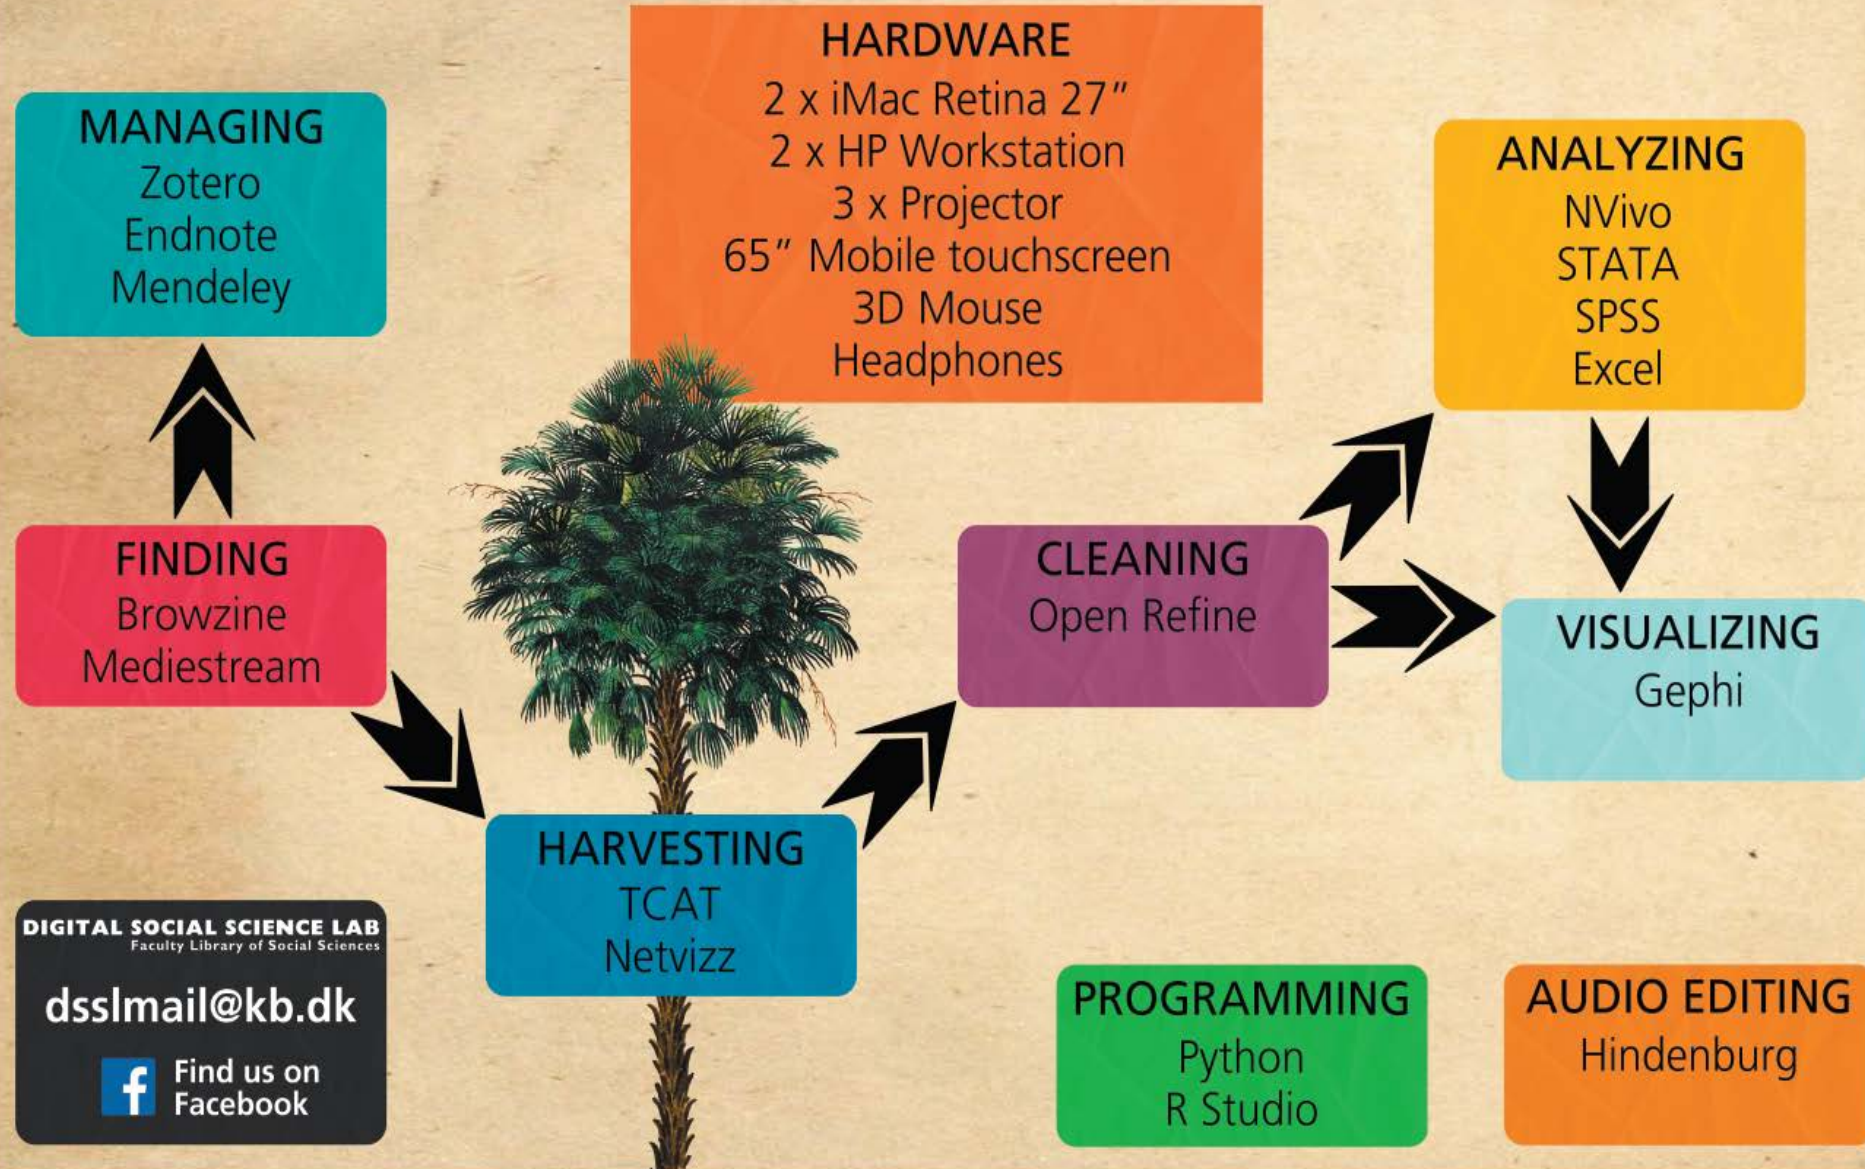 HARDWARE
2 x iMac Retina 27”
2 x HP Workstation
3 x Projector
65” Mobile touchscreen
3D Mouse
Headphones
MANAGING
Zotero
Endnote
Mendeley
ANALYZING
NVivo
STATA
SPSS
Excel
FINDING
Browzine
Mediestream
CLEANING
Open Refine
VISUALIZING
Gephi
HARVESTING
TCAT
Netvizz
DIGITAL SOCIAL SCIENCE LAB
Faculty Library of Social Sciences
dsslmail@kb.dk
f
Find us on
Facebook
PROGRAMMING
Python
R Studio
AUDIO EDITING
Hindenburg